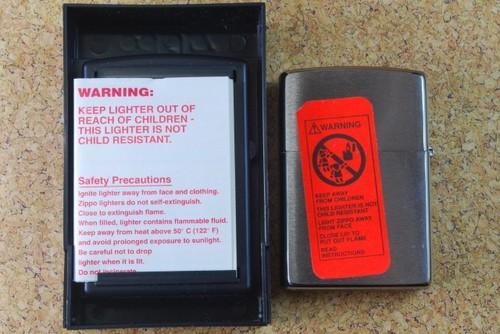 WARNING:
KEEP LIGHTER OUT OF
REACH OF CHILDREN -
THIS LIGHTER IS NOT
CHILD RESISTANT.
Safety Precautions
Ignite lighter away from face and clothing.
Zippo lighters do not self-extinguish.
Close to extinguish flame.
When filled, lighter contains flammable fluid.
Keep away from heat above 50° C (122° F)
and avoid prolonged exposure to sunlight.
Be careful not to drop
lighter when it is lit.
Do not incinerate
WARNING
KEEP AWAY
FROM CHILDREN
THIS LIGHTER IS NOT
CHILD RESISTANT
LIGHT ZIPPO AWAY
FROM FACE
CLOSE LID TO
PUT OUT FLAME
READ
INSTRUCTIONS